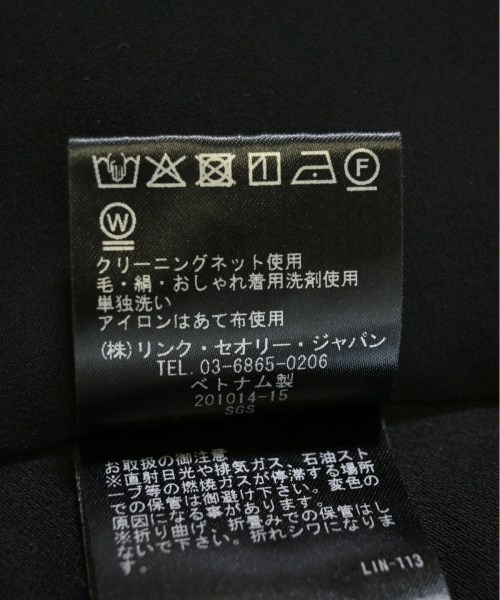 F
W
クリーニングネット使用
毛・絹・おしゃれ着用洗剤使用
単独洗い
アイロンはあて布使用
(株)リンク・セオリー・ジャパン
TEL. 03-6865-0206
ベトナム製
201014-15
SGS
お取扱の御注意
※直射日光や排気ガス、石油スト
ーブ等の燃焼ガスが停滞する場所
での保管は御避け下さい。変色の
原因になる事があります。
※折り曲げ、折畳みでの保管はし
ないで下さい。折れシワになりま
す。
LIN-113